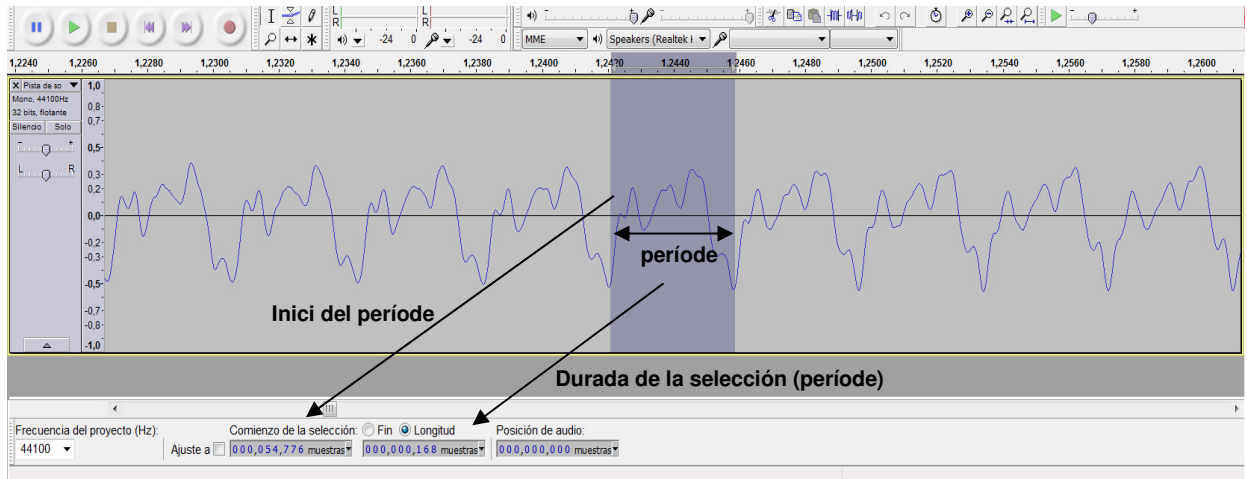 L
R
L
R
-24 0
-24 0
MME
Speakers (Realtek H
1,2240 1,2260 1,2280 1,2300 1,2320 1,2340 1,2360 1,2380 1,2400 1,2420 1,2440 1,2460 1,2480 1,2500 1,2520 1,2540 1,2560 1,2580 1,2600
X Pista de so
Mono, 44100Hz
32 bits, flotante
Silencio Solo
- +
L R
1,0
0,8
0,7
0,5
0,3
0,2
0,0
-0,2
-0,3
-0,5
-0,7
-0,8
-1,0
període
Inici del període
Durada de la selección (període)
Frecuencia del proyecto (Hz):
44100
Ajuste a
Comienzo de la selección: Fin Longitud
000,054,776 muestras
000,000,168 muestras
Posición de audio:
000,000,000 muestras